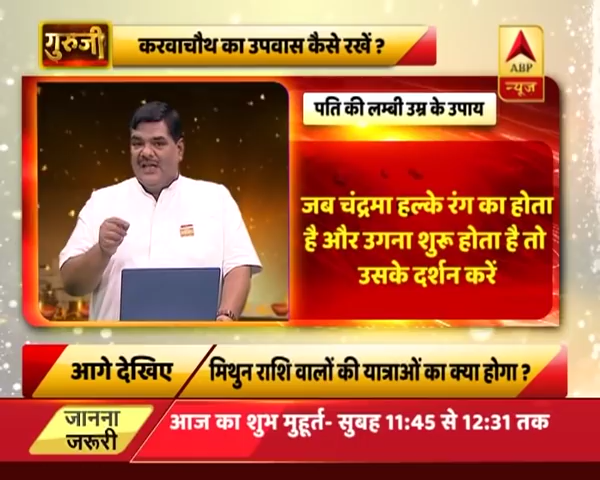 गुरुजी
करवाचौथ का उपवास कैसे रखें ?
ABP
न्यूज़
पति की लम्बी उम्र के उपाय
जब चंद्रमा हल्के रंग का होता
है और उगना शुरू होता है तो
उसके दर्शन करें
आगे देखिए
मिथुन राशि वालों की यात्राओं का क्या होगा ?
जानना
जरूरी
आज का शुभ मुहूर्त- सुबह 11:45 से 12:31 तक